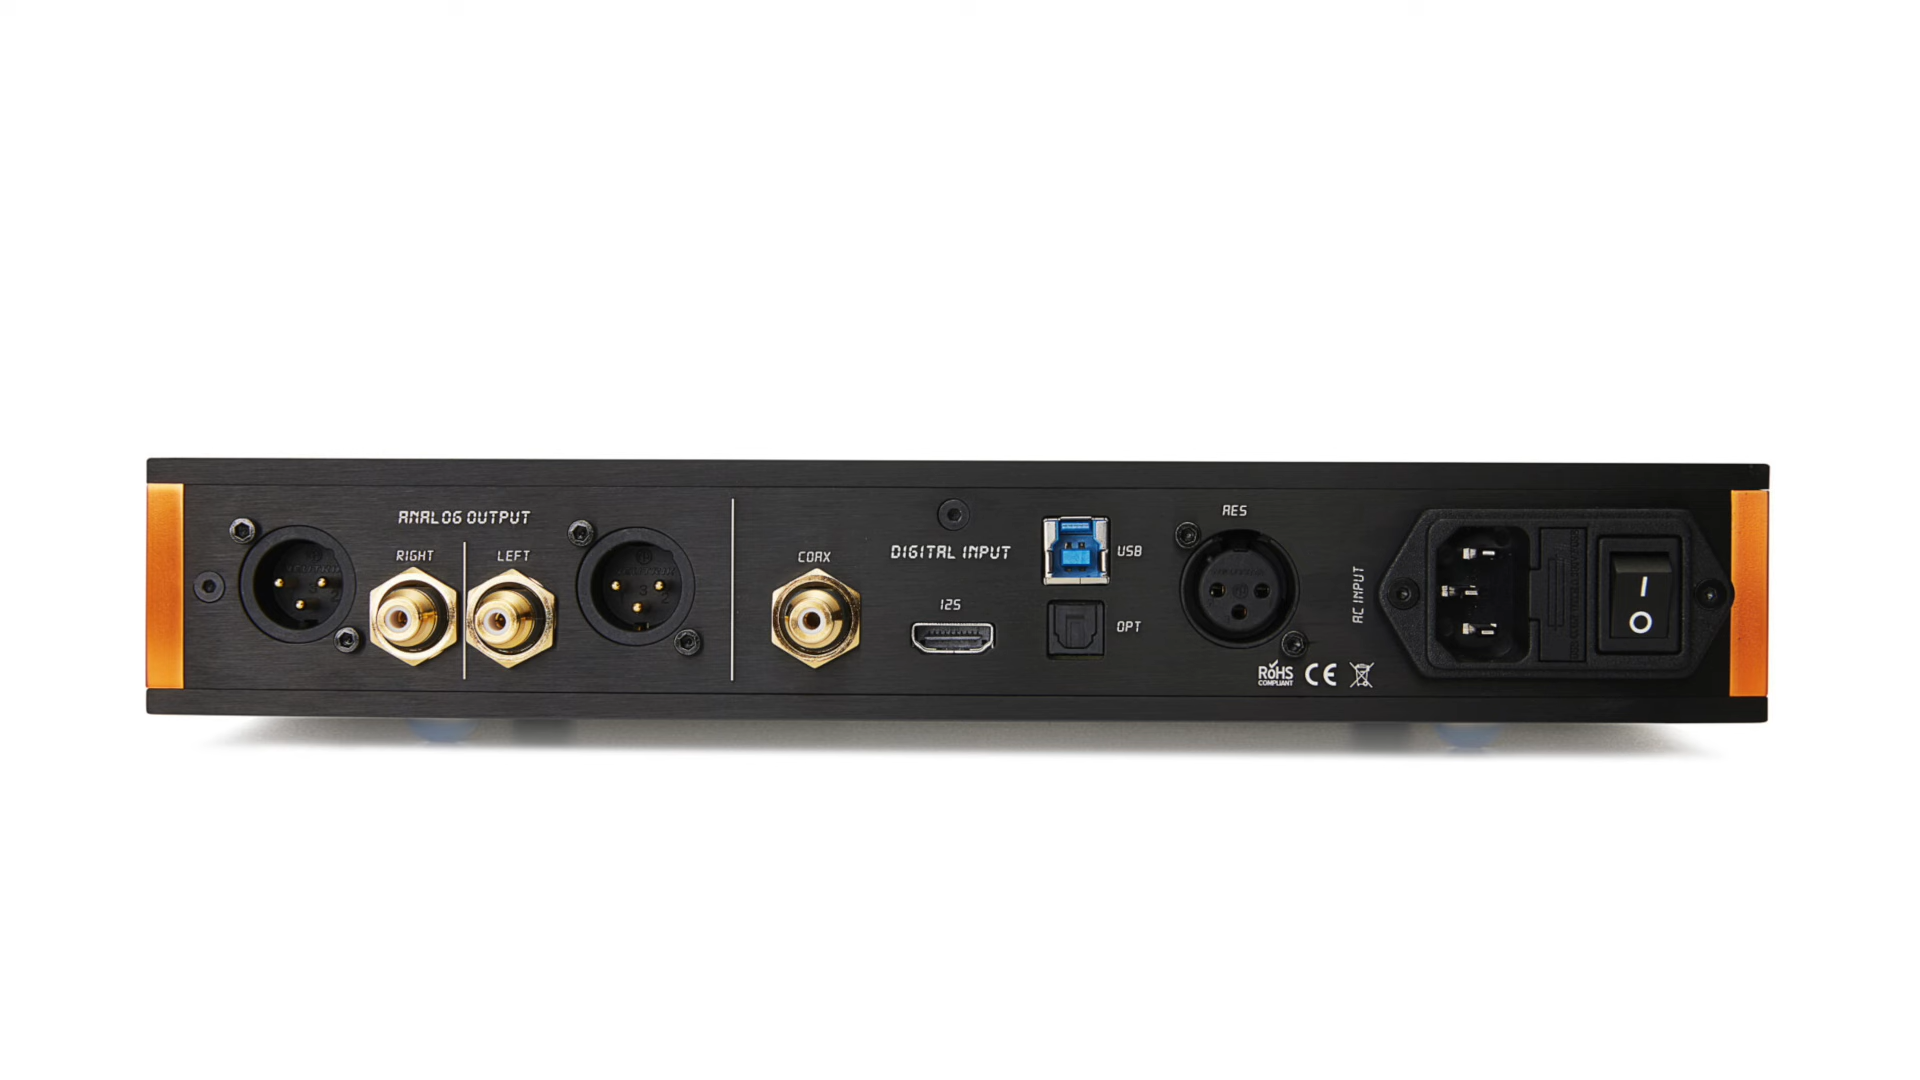 ANALOG OUTPUT
RIGHT
LEFT
COAX
DIGITAL INPUT
I2S
USB
OPT
AES
AC INPUT
RoHS
COMPLIANT
CE
I
O